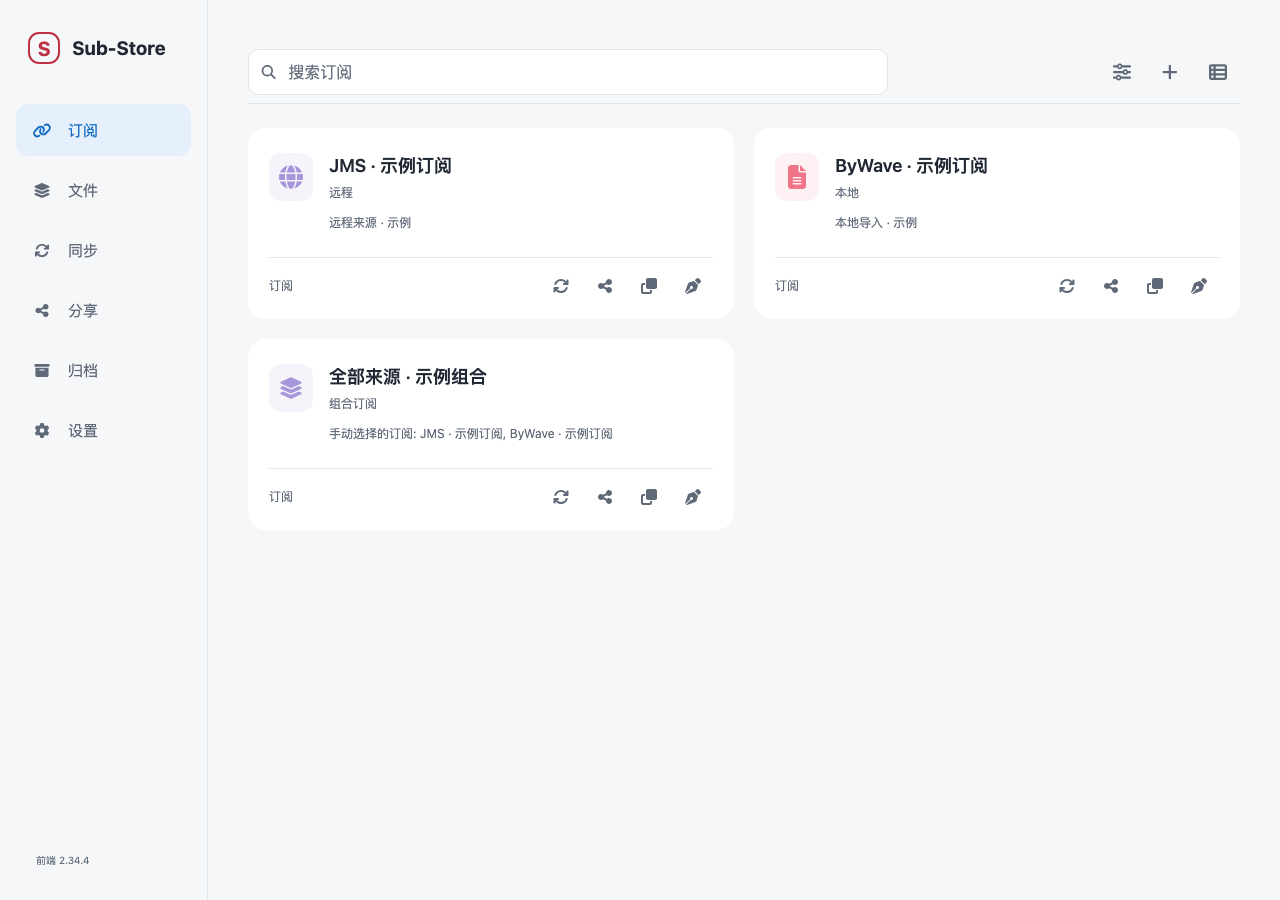 S Sub-Store
订阅
文件
同步
分享
归档
设置
前端 2.34.4
搜索订阅
JMS · 示例订阅
远程
远程来源 · 示例
订阅
ByWave · 示例订阅
本地
本地导入 · 示例
订阅
全部来源 · 示例组合
组合订阅
手动选择的订阅: JMS · 示例订阅, ByWave · 示例订阅
订阅